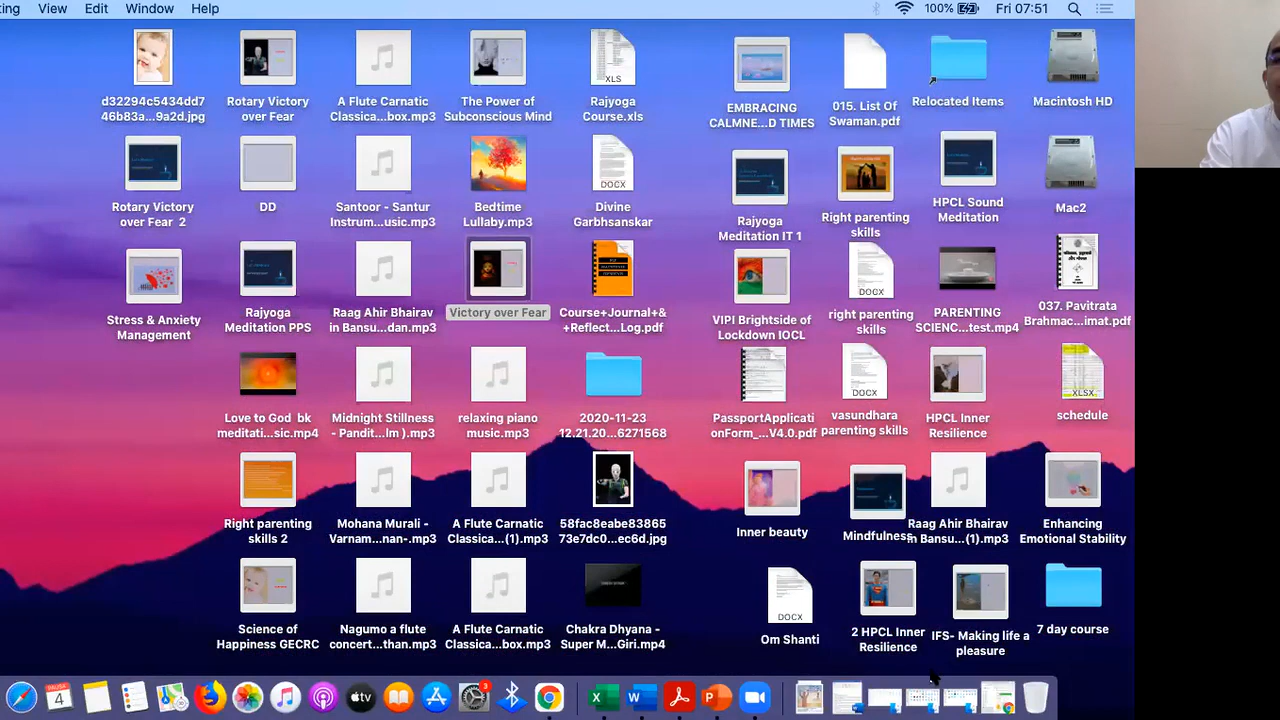 ting View Edit Window Help 100% Fri 07:51
d32294c5434dd7
46b83a...9a2d.jpg
Rotary Victory
over Fear
A Flute Carnatic
Classica...box.mp3
The Power of
Subconscious Mind
XLS
Rajyoga
Course.xls
EMBRACING
CALMNE...D TIMES
015. List Of
Swaman.pdf
Relocated Items
Macintosh HD
Rotary Victory
over Fear 2
DD
Santoor - Santur
Instrum...usic.mp3
Bedtime
Lullaby.mp3
DOCX
Divine
Garbhsanskar
Rajyoga
Meditation IT 1
Right parenting
skills
HPCL Sound
Meditation
Mac2
Stress & Anxiety
Management
Rajyoga
Meditation PPS
Raag Ahir Bhairav
in Bansu...dan.mp3
Victory over Fear
Course+Journal+&
+Reflect...Log.pdf
VIPI Brightside of
Lockdown IOCL
DOCX
right parenting
skills
PARENTING
SCIENC...test.mp4
037. Pavitrata
Brahmac...imat.pdf
Love to God bk
meditati...sic.mp4
Midnight Stillness
- Pandit...lm ).mp3
relaxing piano
music.mp3
2020-11-23
12.21.20...6271568
PassportApplicati
onForm_...V4.0.pdf
DOCX
vasundhara
parenting skills
HPCL Inner
Resilience
XLSX
schedule
Right parenting
skills 2
Mohana Murali -
Varnam...nan-.mp3
A Flute Carnatic
Classica...(1).mp3
58fac8eabe83865
73e7dc0...ec6d.jpg
Inner beauty
Mindfulness
Raag Ahir Bhairav
n Bansu...(1).mp3
Enhancing
Emotional Stability
Science of
Happiness GECRC
Nagumo a flute
concert...than.mp3
A Flute Carnatic
Classica...box.mp3
Chakra Dhyana -
Super M...Giri.mp4
DOCX
Om Shanti
2 HPCL Inner
Resilience
IFS- Making life a
pleasure
7 day course
tv
3